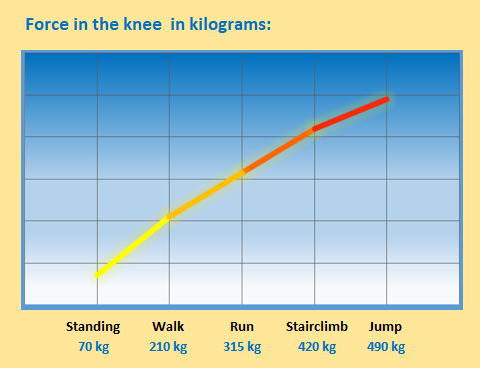 Force in the knee  in kilograms:
Standing Walk Run Stairclimb Jump
70 kg 210 kg 315 kg 420 kg 490 kg